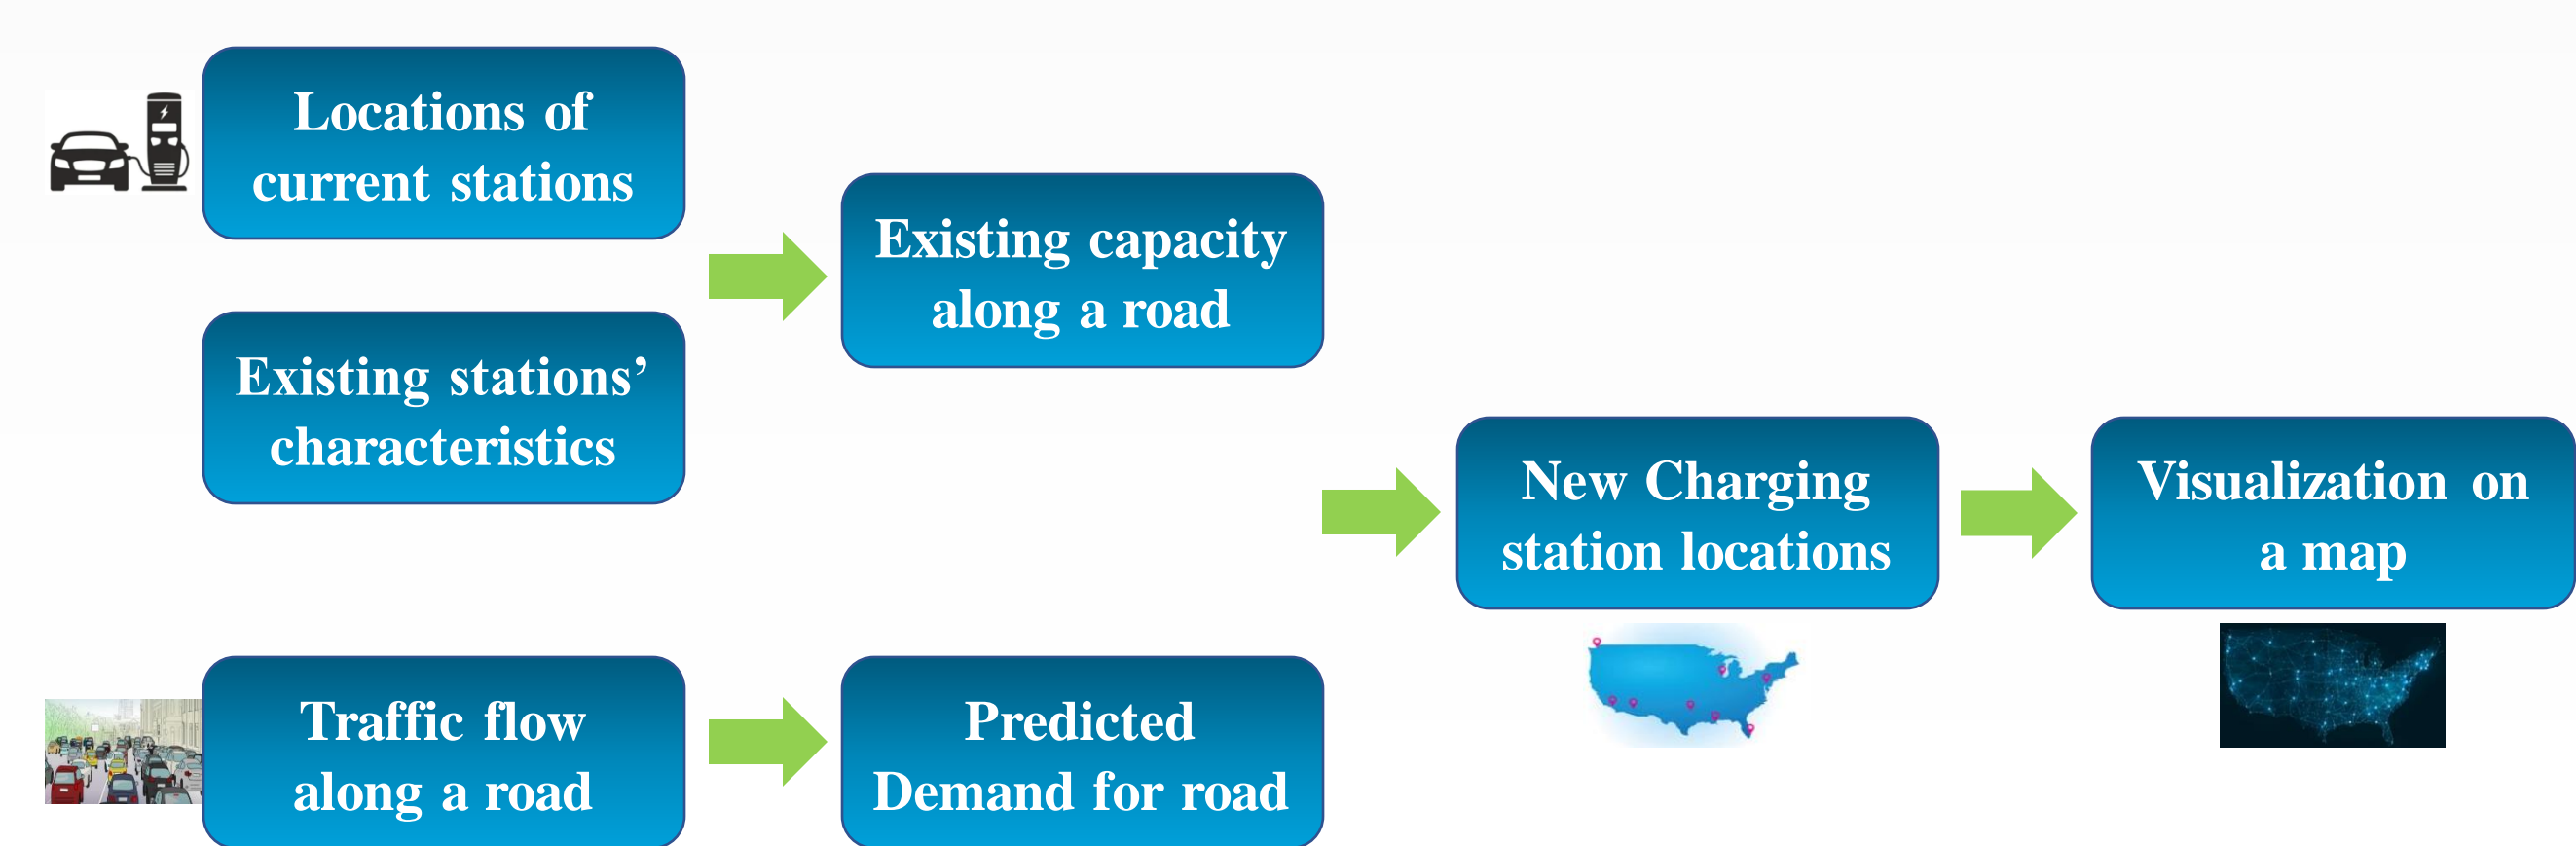 Locations of
current stations
Existing stations’
characteristics
Existing capacity
along a road
Traffic flow
along a road
Predicted
Demand for road
New Charging
station locations
Visualization on
a map